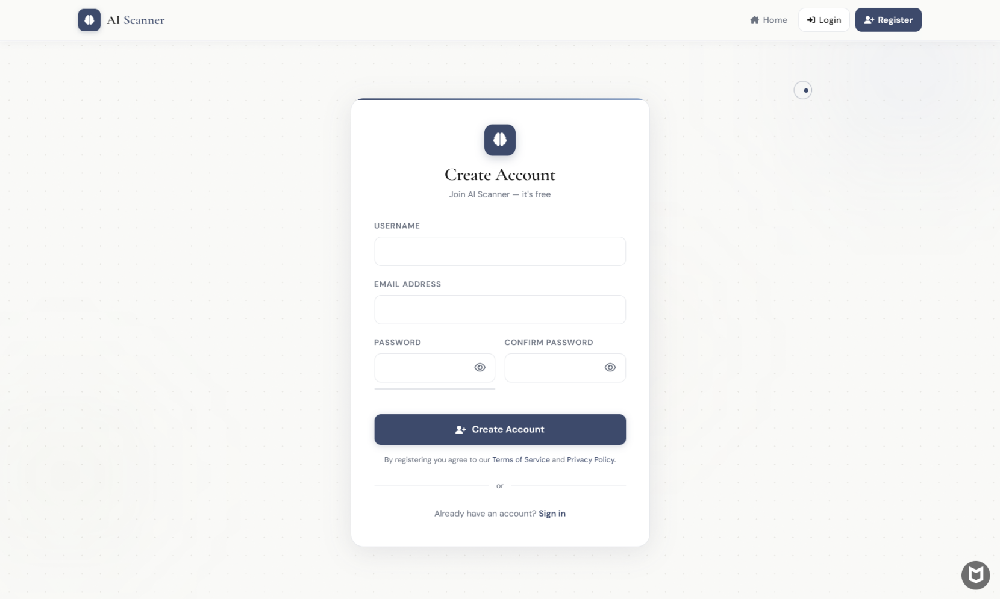 AI Scanner
Home
Login
Register
Create Account
Join AI Scanner — it's free
USERNAME
EMAIL ADDRESS
PASSWORD
CONFIRM PASSWORD
Create Account
By registering you agree to our Terms of Service and Privacy Policy.
or
Already have an account? Sign in